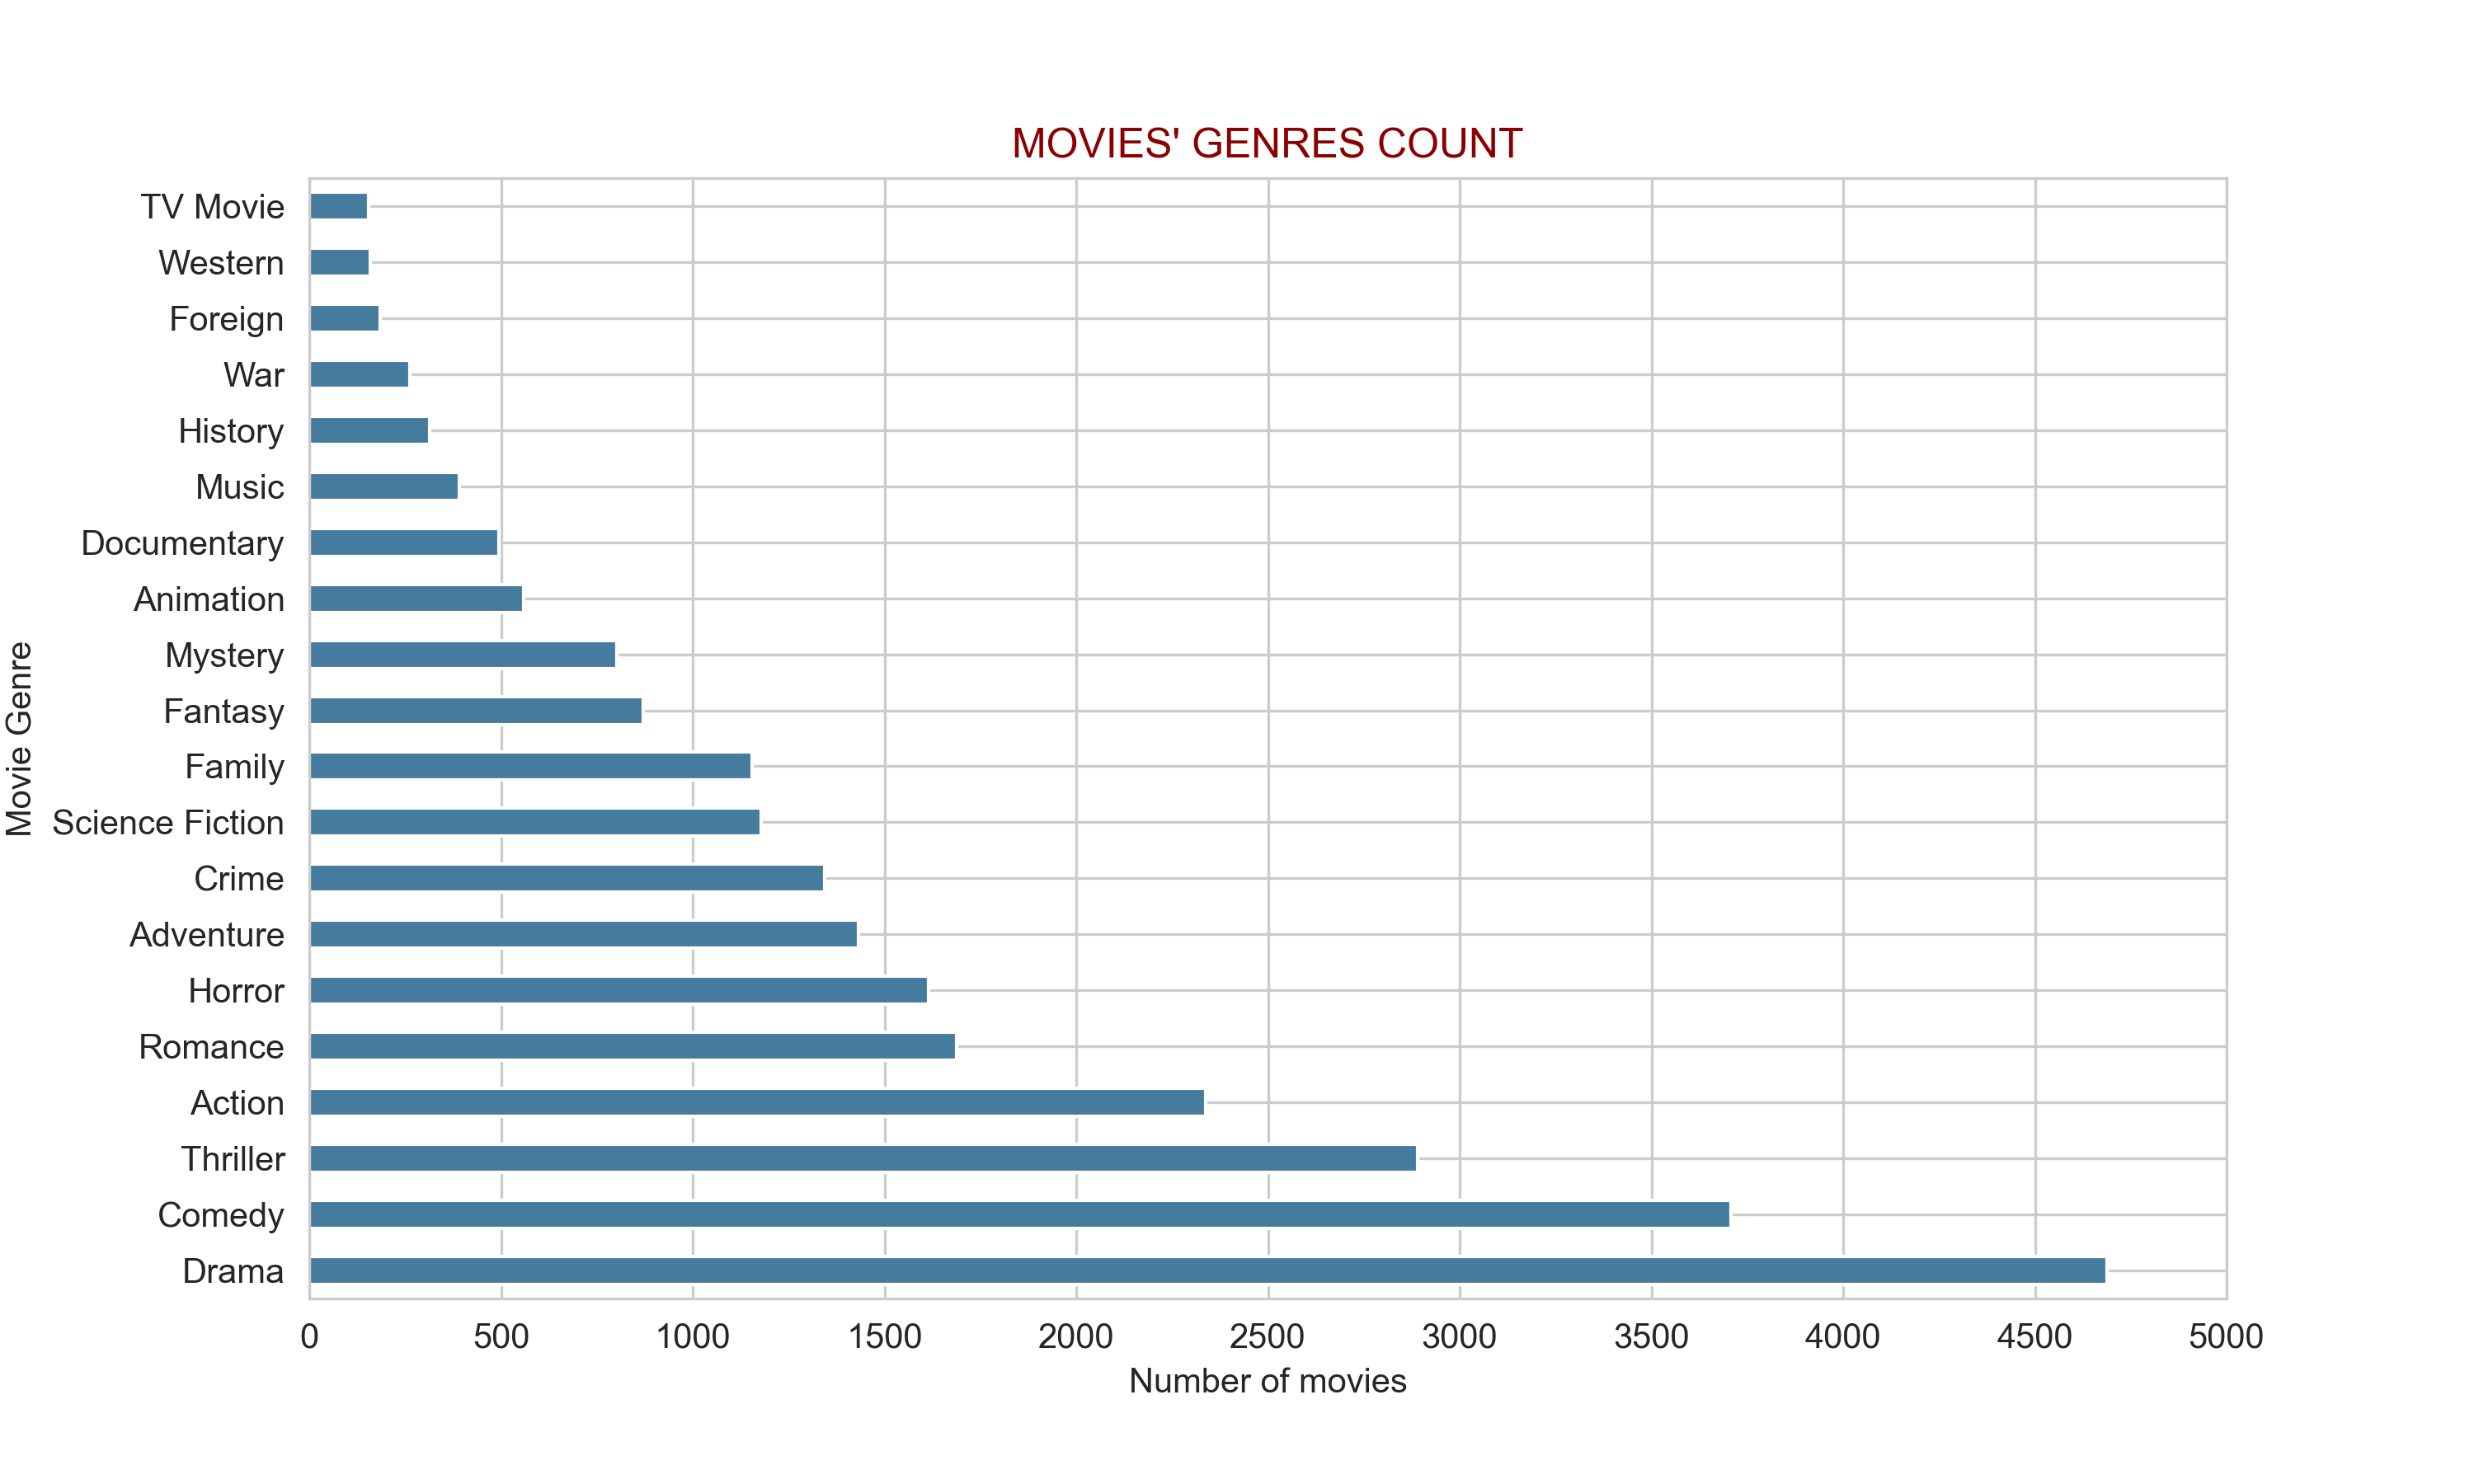 MOVIES' GENRES COUNT
TV Movie
Western
Foreign
War
History
Music
Documentary
Animation
Mystery
Fantasy
Family
Science Fiction
Crime
Adventure
Horror
Romance
Action
Thriller
Comedy
Drama
Movie Genre
0 500 1000 1500 2000 2500 3000 3500 4000 4500 5000
Number of movies